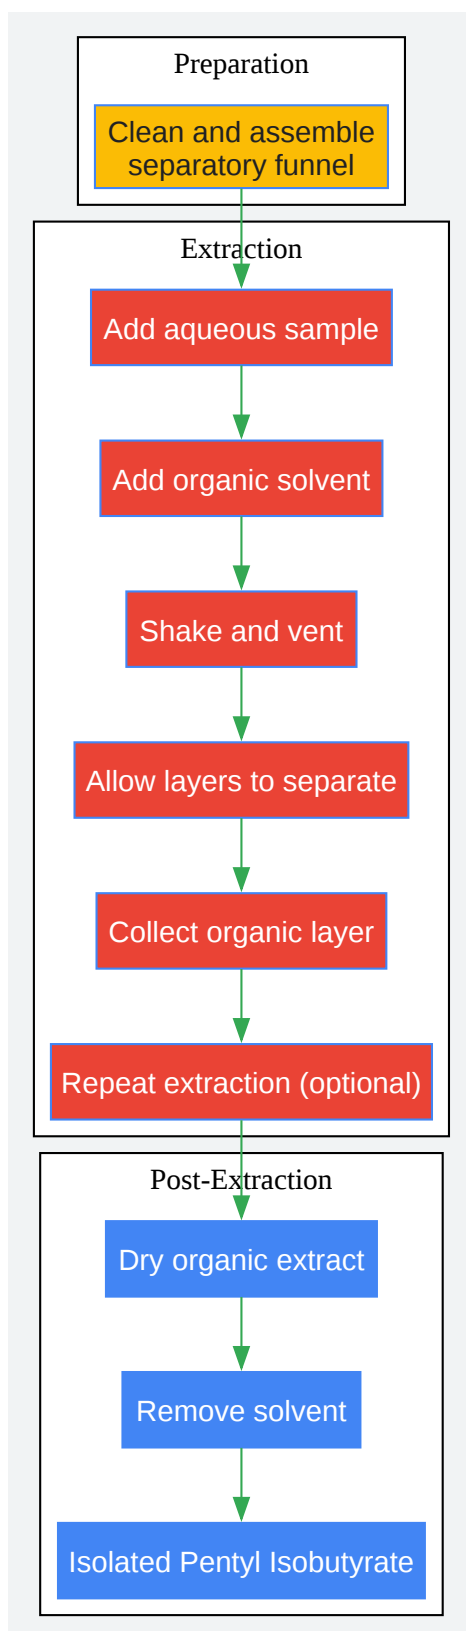 Preparation
Clean and assemble
separatory funnel
Extraction
Add aqueous sample
Add organic solvent
Shake and vent
Allow layers to separate
Collect organic layer
Repeat extraction (optional)
Post-Extraction
Dry organic extract
Remove solvent
Isolated Pentyl Isobutyrate